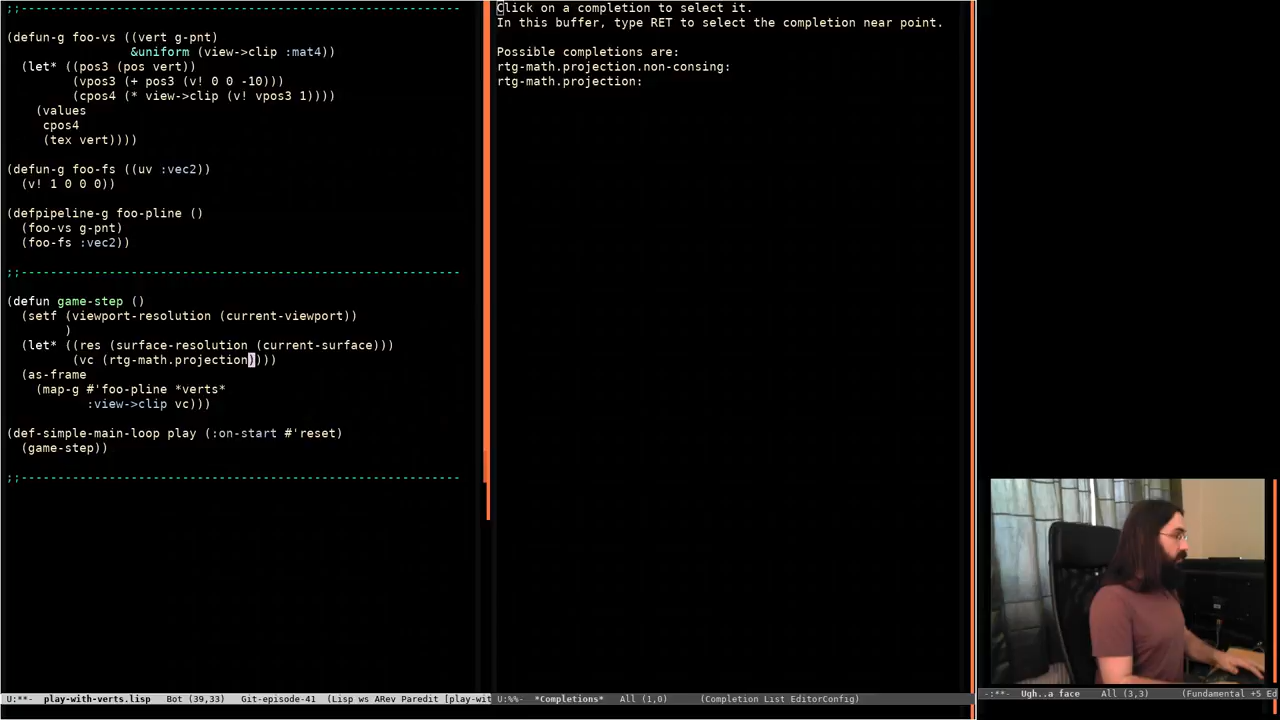 ;;------------------------------------------------------------
(defun-g foo-vs ((vert g-pnt)
                 &uniform (view->clip :mat4))
  (let* ((pos3 (pos vert))
         (vpos3 (+ pos3 (v! 0 0 -10)))
         (cpos4 (* view->clip (v! vpos3 1))))
    (values
     cpos4
     (tex vert))))
(defun-g foo-fs ((uv :vec2))
  (v! 1 0 0 0))
(defpipeline-g foo-pline ()
  (foo-vs g-pnt)
  (foo-fs :vec2))
;;------------------------------------------------------------
(defun game-step ()
  (setf (viewport-resolution (current-viewport))
        )
  (let* ((res (surface-resolution (current-surface)))
         (vc (rtg-math.projection)))
  (as-frame
    (map-g #'foo-pline *verts*
           :view->clip vc)))
(def-simple-main-loop play (:on-start #'reset)
  (game-step))
;;------------------------------------------------------------
U:**-  play-with-verts.lisp   Bot (39,33)   Git-episode-41  (Lisp ws ARev Paredit [play-wit
Click on a completion to select it.
In this buffer, type RET to select the completion near point.
Possible completions are:
rtg-math.projection.non-consing:
rtg-math.projection:
U:%%-  *Completions*   All (1,0)     (Completion List EditorConfig)
-:**-  Ugh..a face    All (3,3)     (Fundamental +5 Ed